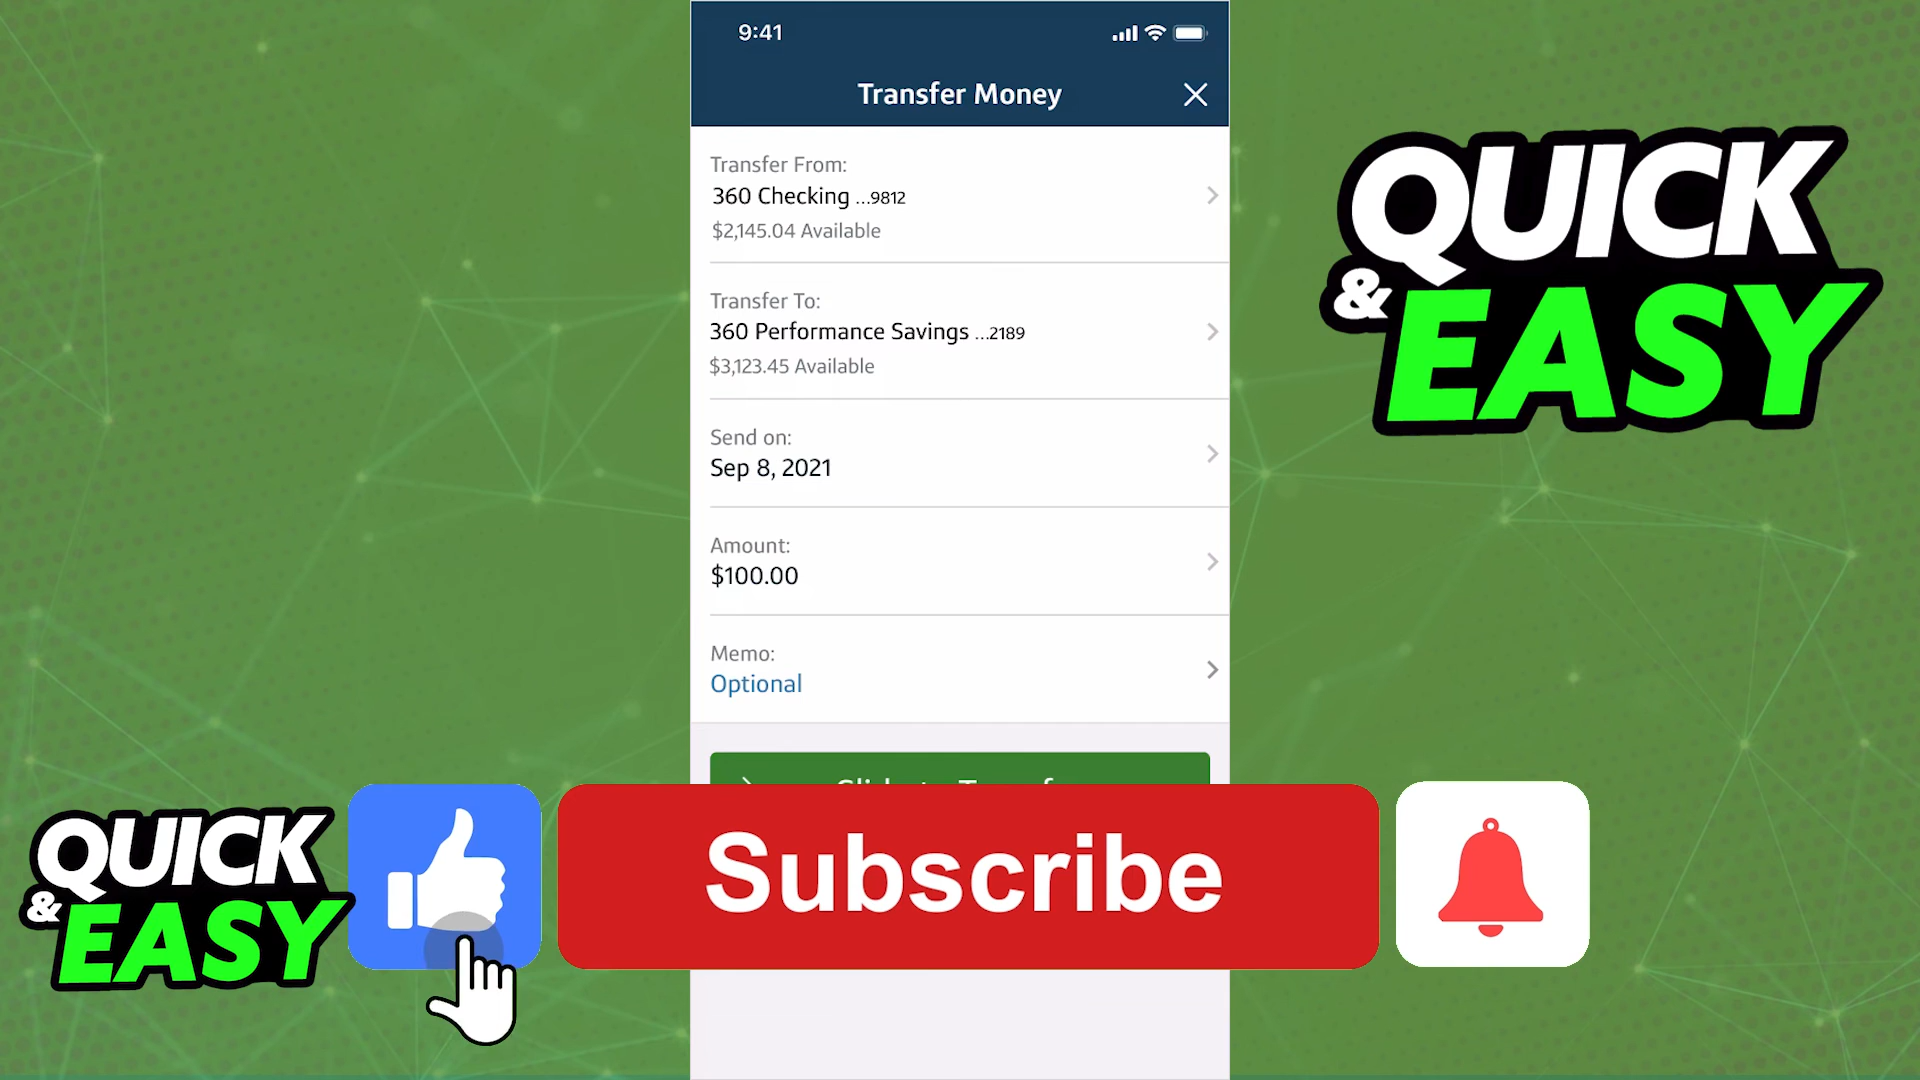 9:41
Transfer Money
Transfer From:
360 Checking ...9812
$2,145.04 Available
Transfer To:
360 Performance Savings ...2189
$3,123.45 Available
Send on:
Sep 8, 2021
Amount:
$100.00
Memo:
Optional
QUICK
& EASY
QUICK
& EASY
Subscribe